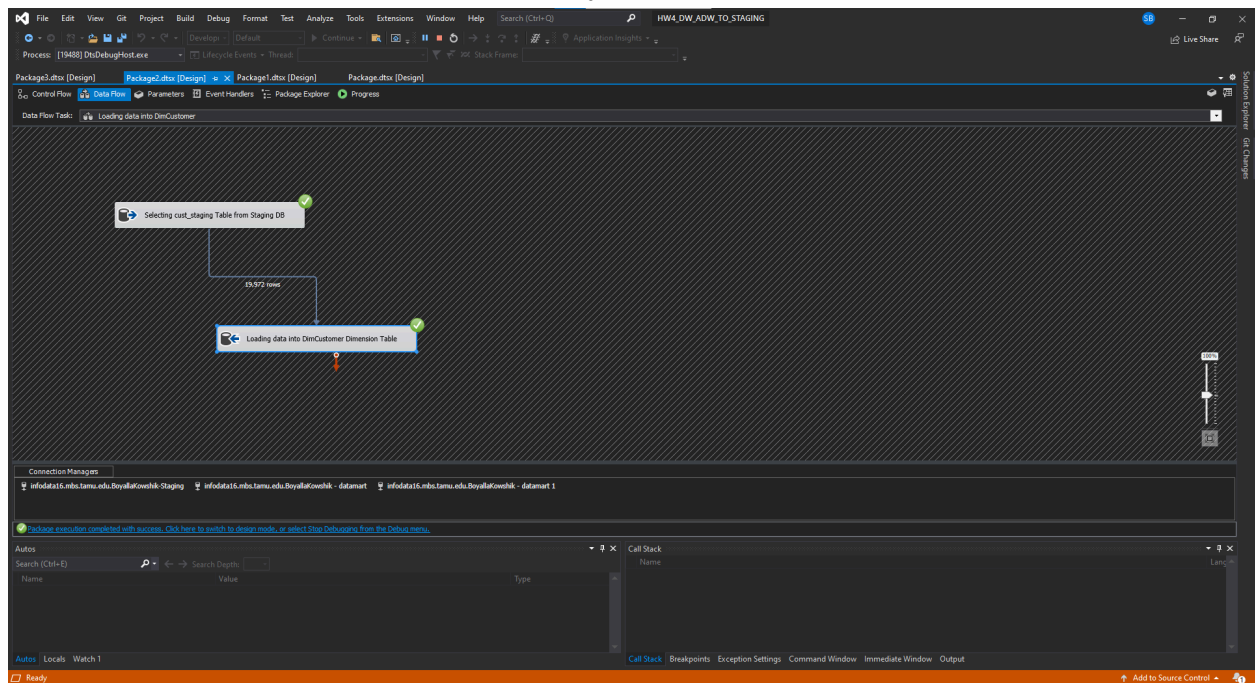 File Edit View Git Project Build Debug Format Test Analyze Tools Extensions Window Help Search (Ctrl+Q) HW4_DW_ADW_TO_STAGING SB
Developi Default Continue Application Insights Live Share
Process: [19488] DtsDebugHost.exe Lifecycle Events Thread: Stack Frame:
Package3.dtsx [Design] Package2.dtsx [Design] Package1.dtsx [Design] Package.dtsx [Design]
Control Flow Data Flow Parameters Event Handlers Package Explorer Progress
Data Flow Task: Loading data into DimCustomer
Solution Explorer Git Changes
Selecting cust_staging Table from Staging DB
19,972 rows
Loading data into DimCustomer Dimension Table
100%
Connection Managers
infodata16.mbs.tamu.edu.BoyallaKowshik-Staging infodata16.mbs.tamu.edu.BoyallaKowshik - datamart infodata16.mbs.tamu.edu.BoyallaKowshik - datamart 1
Package execution completed with success. Click here to switch to design mode, or select Stop Debugging from the Debug menu.
Autos Call Stack
Search (Ctrl+E) Search Depth: Name Lang
Name Value Type
Autos Locals Watch 1 Call Stack Breakpoints Exception Settings Command Window Immediate Window Output
Ready Add to Source Control